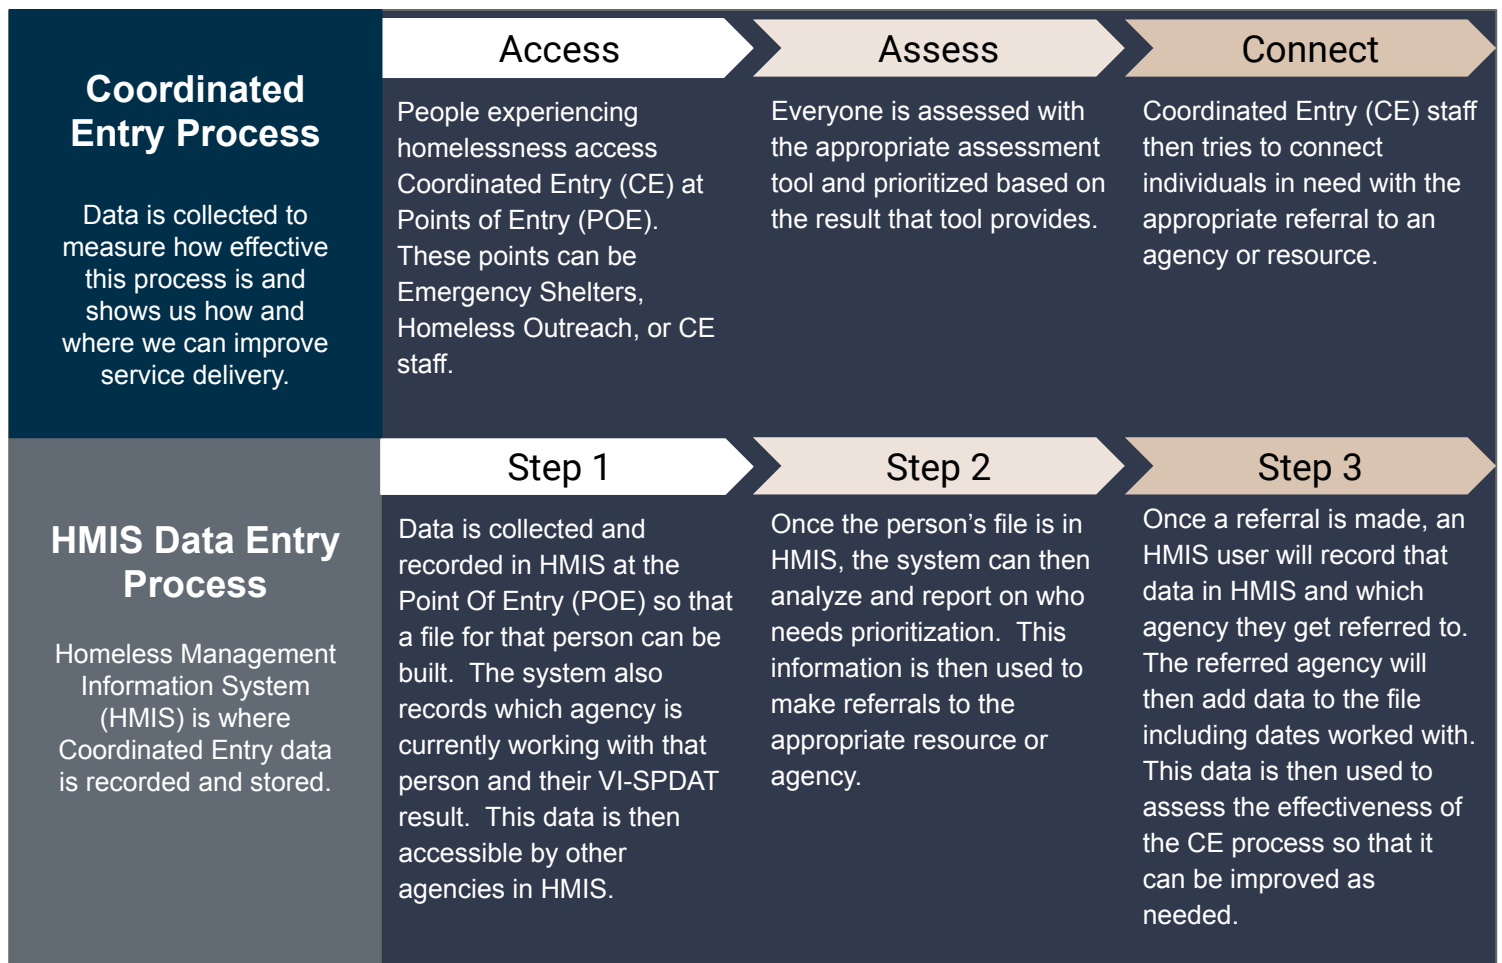 Coordinated
Entry Process
Data is collected to
measure how effective
this process is and
shows us how and
where we can improve
service delivery.
Access
People experiencing
homelessness access
Coordinated Entry (CE) at
Points of Entry (POE).
These points can be
Emergency Shelters,
Homeless Outreach, or CE
staff.
Assess
Everyone is assessed with
the appropriate assessment
tool and prioritized based on
the result that tool provides.
Connect
Coordinated Entry (CE) staff
then tries to connect
individuals in need with the
appropriate referral to an
agency or resource.
HMIS Data Entry
Process
Homeless Management
Information System
(HMIS) is where
Coordinated Entry data
is recorded and stored.
Step 1
Data is collected and
recorded in HMIS at the
Point Of Entry (POE) so that
a file for that person can be
built.  The system also
records which agency is
currently working with that
person and their VI-SPDAT
result.  This data is then
accessible by other
agencies in HMIS.
Step 2
Once the person’s file is in
HMIS, the system can then
analyze and report on who
needs prioritization.  This
information is then used to
make referrals to the
appropriate resource or
agency.
Step 3
Once a referral is made, an
HMIS user will record that
data in HMIS and which
agency they get referred to.
The referred agency will
then add data to the file
including dates worked with.
This data is then used to
assess the effectiveness of
the CE process so that it
can be improved as
needed.